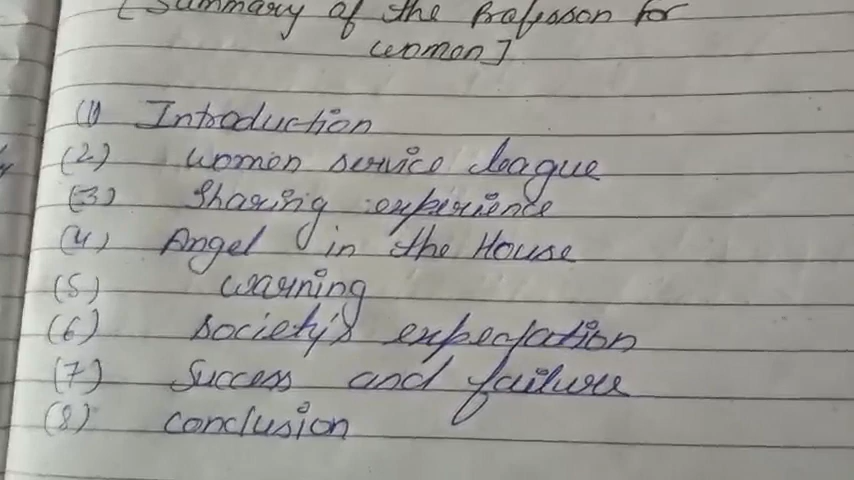 [Summary of the Profession for
women]
(1) Introduction
(2) women service league
(3) Sharing experience
(4) Angel in the House
(5) warning
(6) society's expectation
(7) Success and failure
(8) conclusion